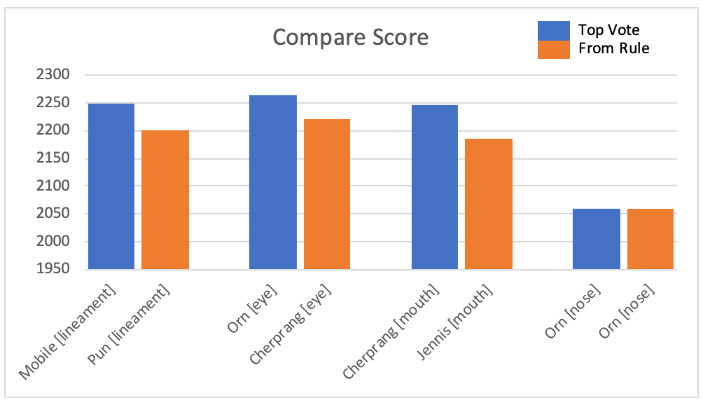 Compare Score
Top Vote
From Rule
2300
2250
2200
2150
2100
2050
2000
1950
Mobile [lineament]
Pun [lineament]
Orn [eye]
Cherprang [eye]
Cherprang [mouth]
Jennis [mouth]
Orn [nose]
Orn [nose]